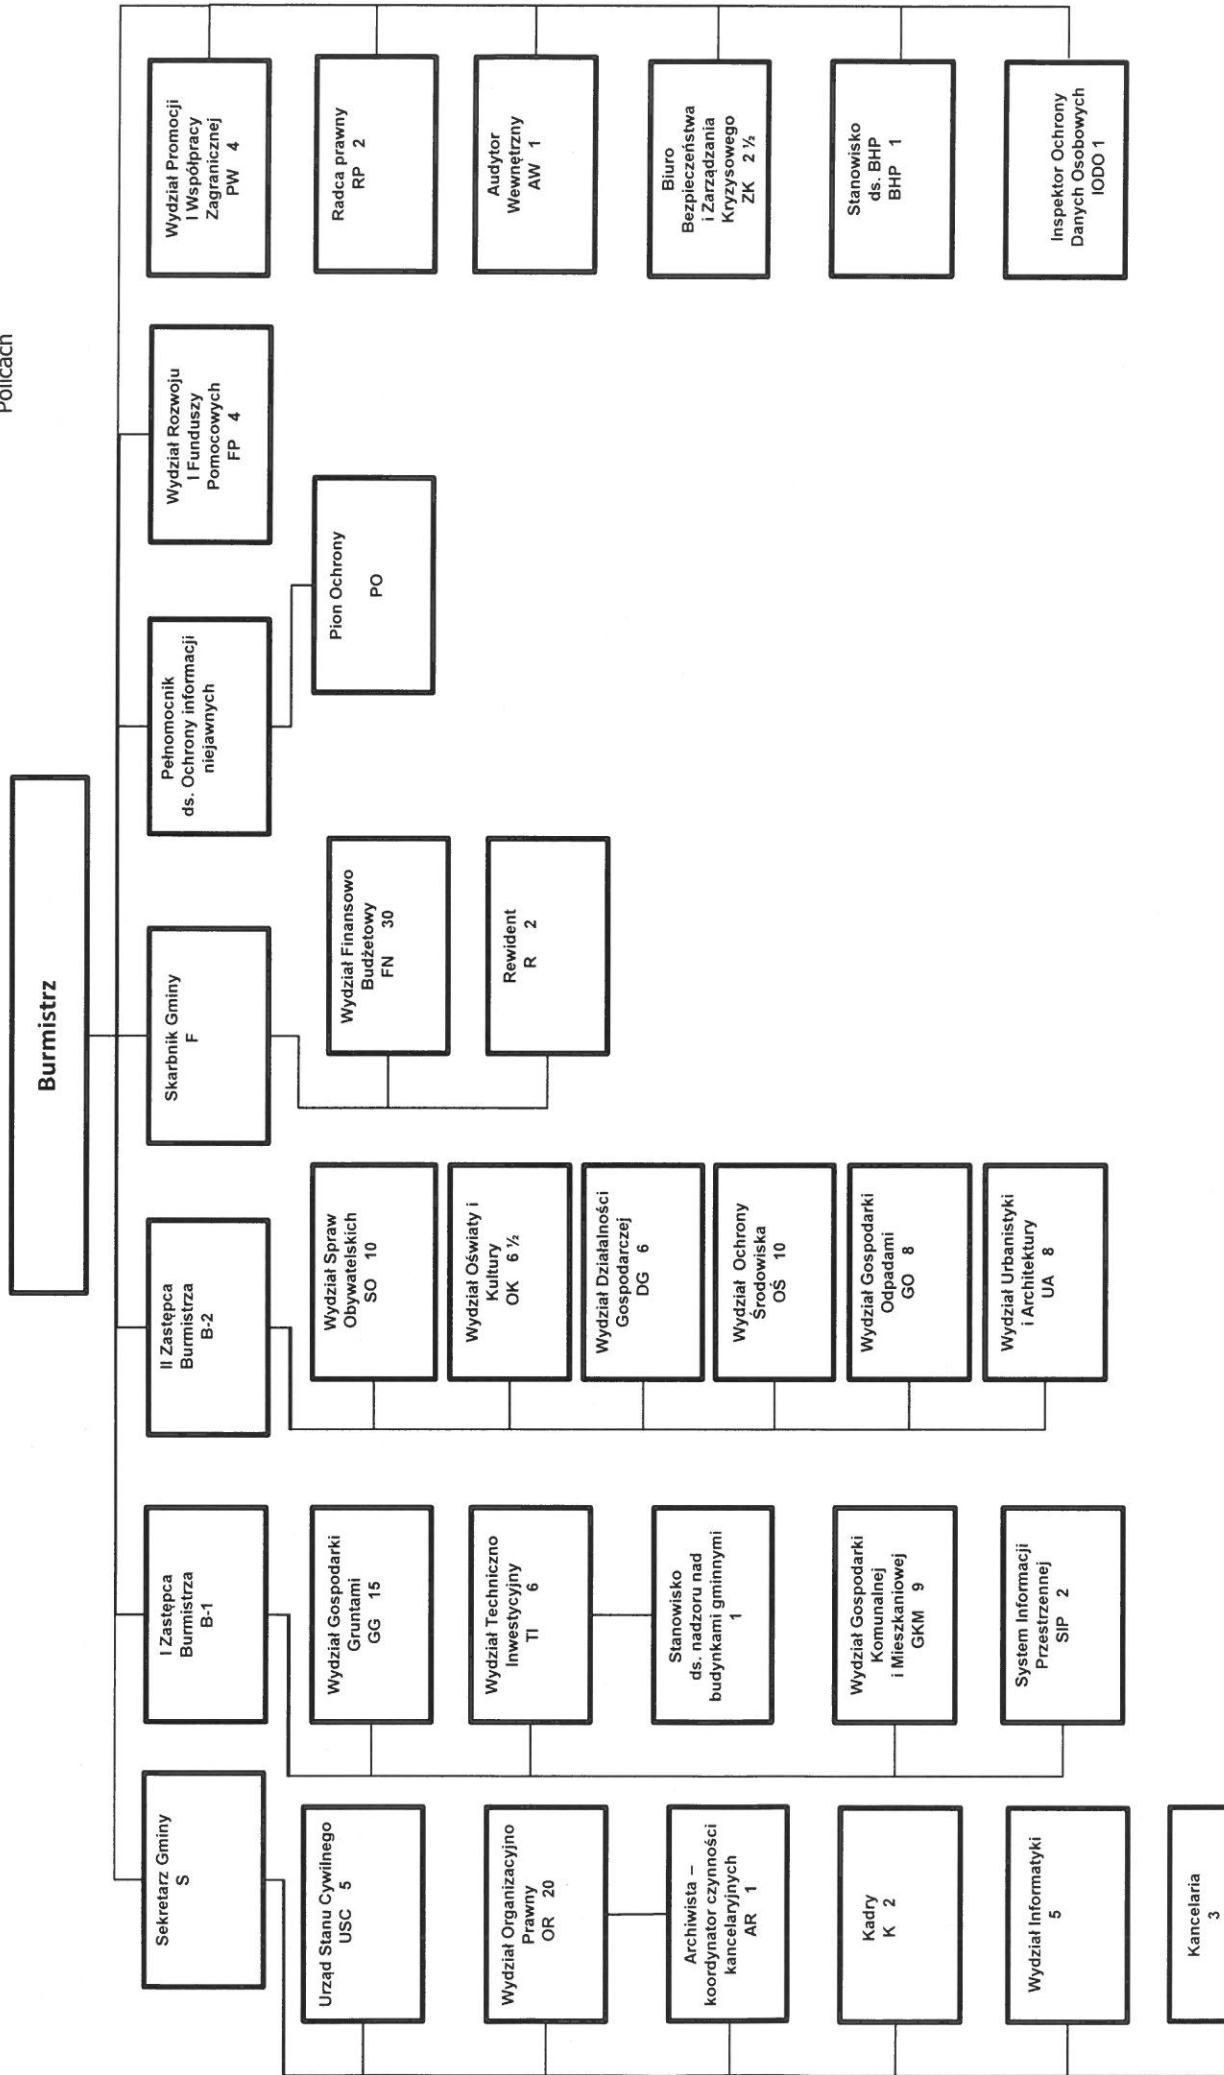 Policach
Burmistrz
Sekretarz Gminy
S
I Zastępca
Burmistrza
B-1
II Zastępca
Burmistrza
B-2
Skarbnik Gminy
F
Pełnomocnik
ds. Ochrony informacji
niejawnych
Wydział Rozwoju
I Funduszy
Pomocowych
FP 4
Wydział Promocji
I Współpracy
Zagranicznej
PW 4
Urząd Stanu Cywilnego
USC 5
Wydział Organizacyjno
Prawny
OR 20
Archiwista –
koordynator czynności
kancelaryjnych
AR 1
Kadry
K 2
Wydział Informatyki
5
Kancelaria
3
Wydział Gospodarki
Gruntami
GG 15
Wydział Techniczno
Inwestycyjny
TI 6
Stanowisko
ds. nadzoru nad
budynkami gminnymi
1
Wydział Gospodarki
Komunalnej
i Mieszkaniowej
GKM 9
System Informacji
Przestrzennej
SIP 2
Wydział Spraw
Obywatelskich
SO 10
Wydział Oświaty i
Kultury
OK 6 ½
Wydział Działalności
Gospodarczej
DG 6
Wydział Ochrony
Środowiska
OŚ 10
Wydział Gospodarki
Odpadami
GO 8
Wydział Urbanistyki
i Architektury
UA 8
Wydział Finansowo
Budżetowy
FN 30
Rewident
R 2
Pion Ochrony
PO
Radca prawny
RP 2
Audytor
Wewnętrzny
AW 1
Biuro
Bezpieczeństwa
i Zarządzania
Kryzysowego
ZK 2 ½
Stanowisko
ds. BHP
BHP 1
Inspektor Ochrony
Danych Osobowych
IODO 1